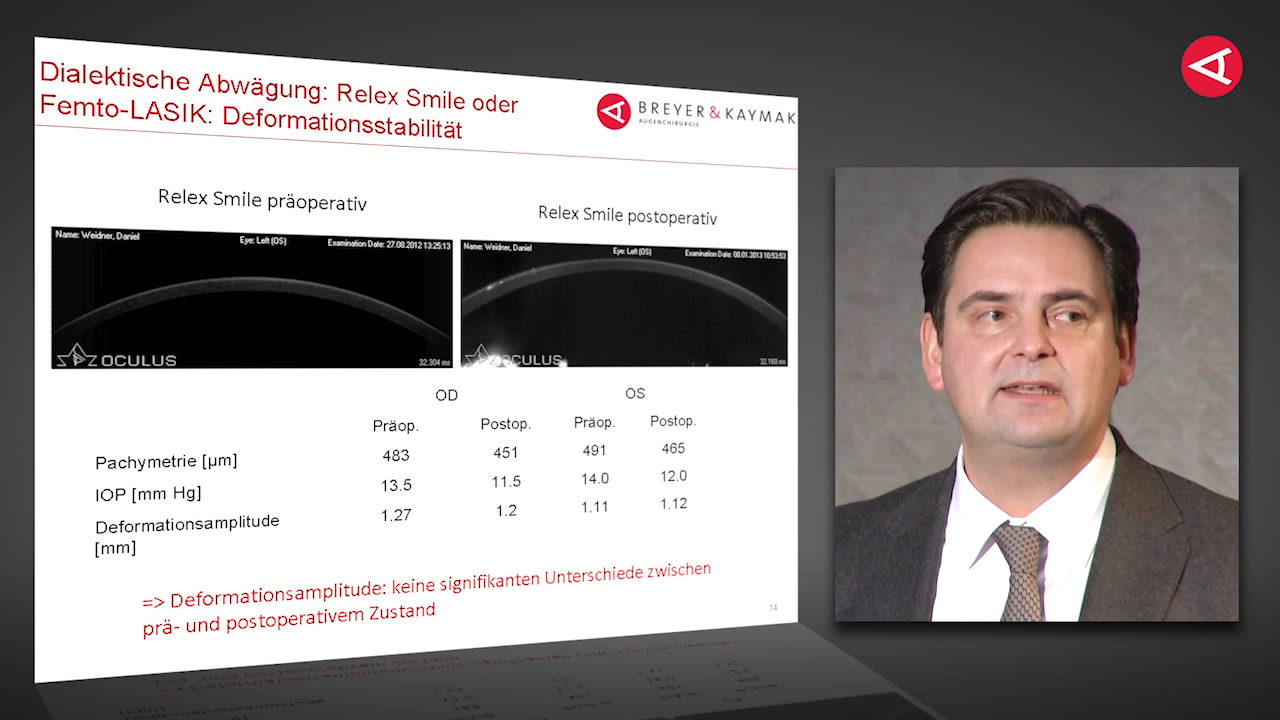 Dialektische Abwägung: Relex Smile oder
Femto-LASIK: Deformationsstabilität
BREYER & KAYMAK
AUGENCHIRURGIE
Relex Smile präoperativ
Relex Smile postoperativ
Name: Weidner, Daniel Eye: Left (OS) Examination Date: 27.08.2012 13:25:13
OCULUS 32.304 ms
Name: Weidner, Daniel Eye: Left (OS) Examination Date: 08.01.2013 10:53:53
OCULUS 32.160 ms
OD OS
Präop. Postop. Präop. Postop.
Pachymetrie [µm] 483 451 491 465
IOP [mm Hg] 13.5 11.5 14.0 12.0
Deformationsamplitude 1.27 1.2 1.11 1.12
[mm]
=> Deformationsamplitude: keine signifikanten Unterschiede zwischen
prä- und postoperativem Zustand
14